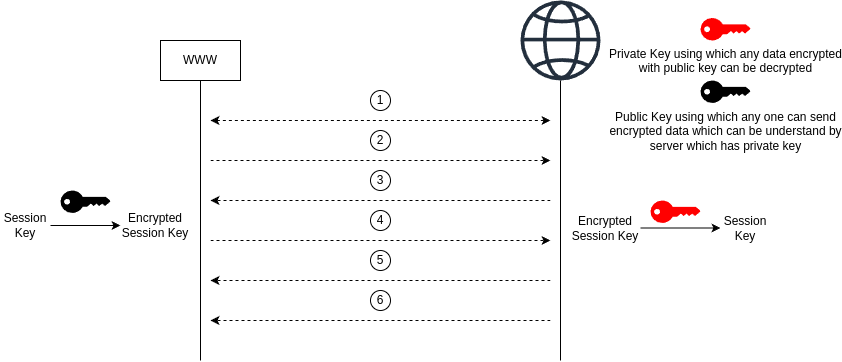 WWW
Private Key using which any data encrypted
with public key can be decrypted
Public Key using which any one can send
encrypted data which can be understand by
server which has private key
1
2
3
Session
Key
Encrypted
Session Key
4
Encrypted
Session Key
Session
Key
5
6